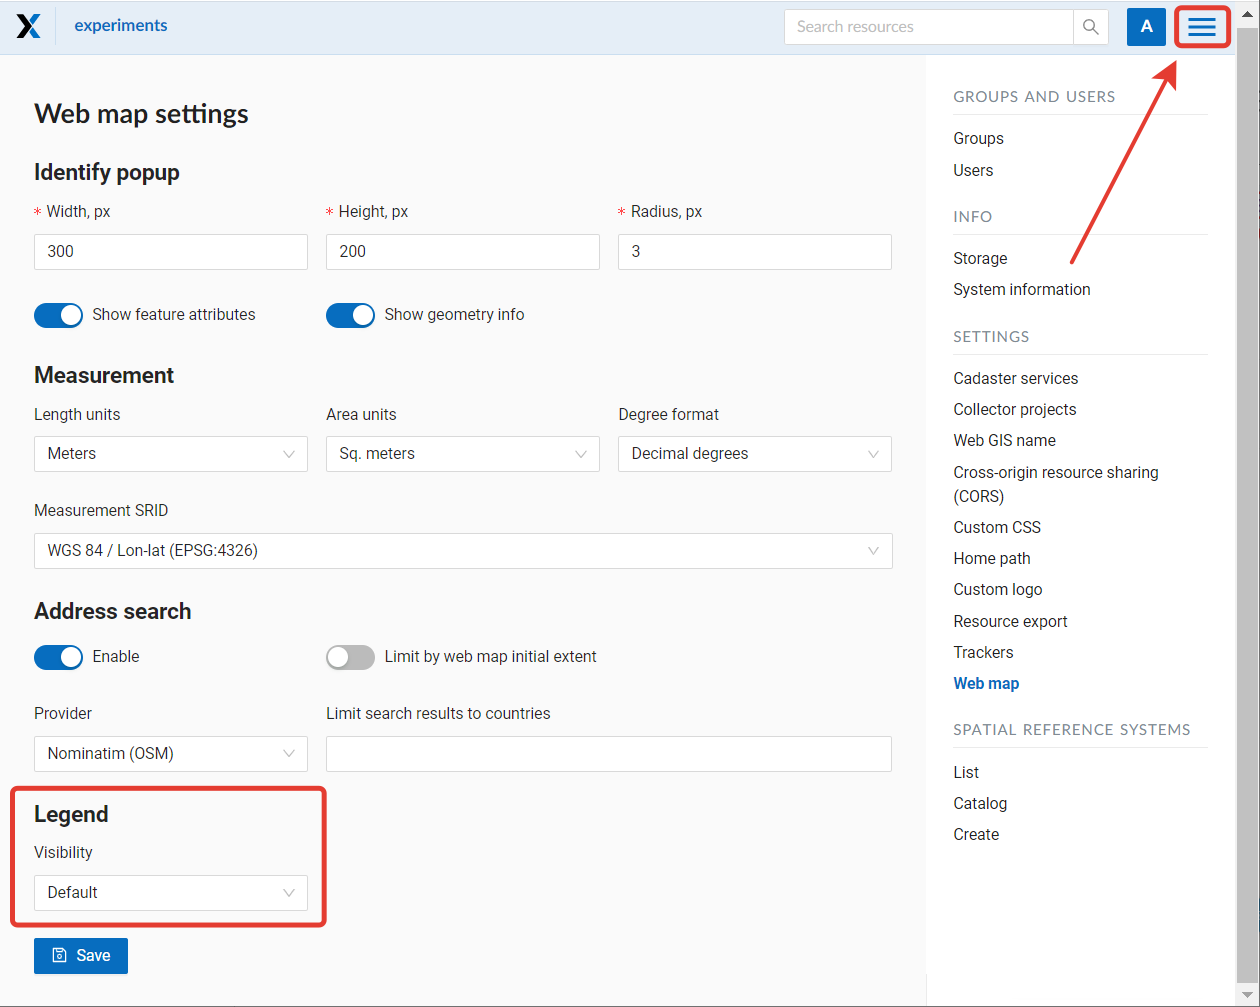 experiments
Search resources
A
Web map settings
Identify popup
* Width, px
* Height, px
* Radius, px
300
200
3
Show feature attributes
Show geometry info
Measurement
Length units
Area units
Degree format
Meters
Sq. meters
Decimal degrees
Measurement SRID
WGS 84 / Lon-lat (EPSG:4326)
Address search
Enable
Limit by web map initial extent
Provider
Limit search results to countries
Nominatim (OSM)
Legend
Visibility
Default
Save
GROUPS AND USERS
Groups
Users
INFO
Storage
System information
SETTINGS
Cadaster services
Collector projects
Web GIS name
Cross-origin resource sharing
(CORS)
Custom CSS
Home path
Custom logo
Resource export
Trackers
Web map
SPATIAL REFERENCE SYSTEMS
List
Catalog
Create